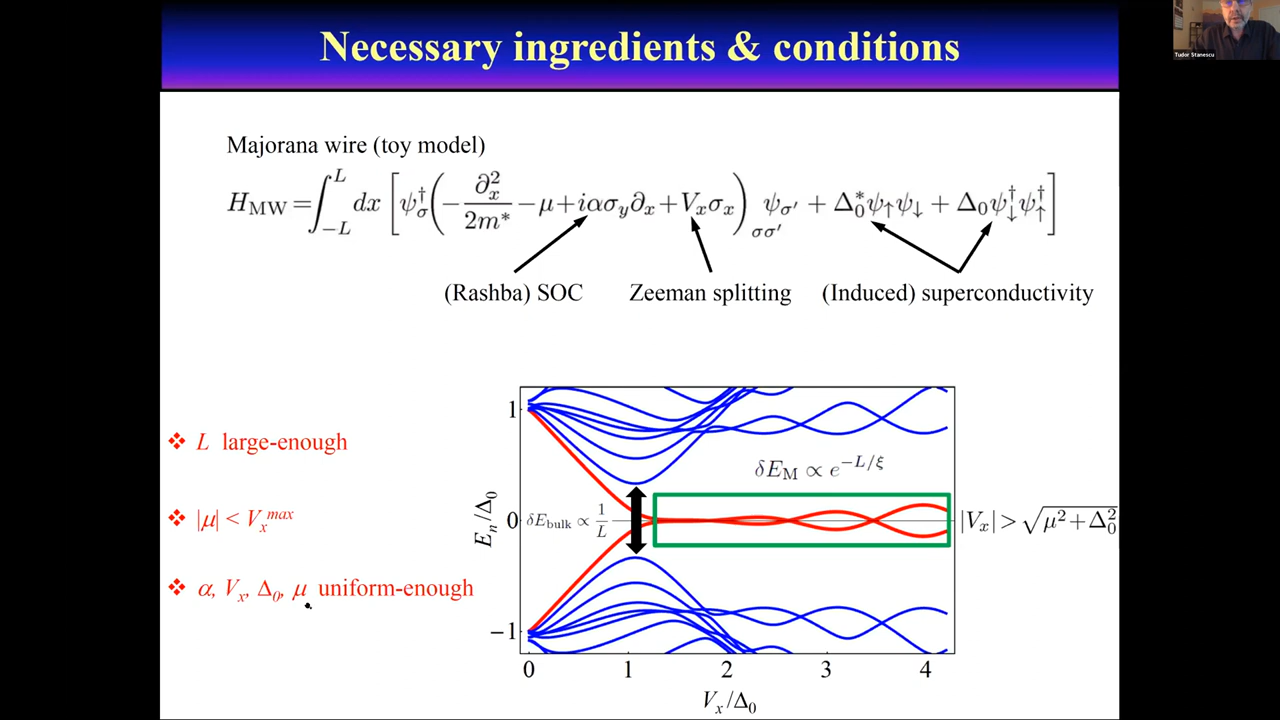 Necessary ingredients & conditions
Tudor Stanescu
Majorana wire (toy model)
H_MW = ∫_{-L}^{L} dx [ψ_σ^† (−∂_x^2/2m* − μ + iασ_y∂_x + V_xσ_x)_{σσ′} ψ_σ′ + Δ_0^*ψ_↑ψ_↓ + Δ_0ψ_↓^†ψ_↑^†]
(Rashba) SOC
Zeeman splitting
(Induced) superconductivity
❖ L large-enough
❖ |μ| < V_x^max
❖ α, V_x, Δ_0, μ uniform-enough
E_n/Δ_0
1
0
−1
δE_M ∝ e^{−L/ξ}
δE_bulk ∝ 1/L
|V_x| > √(μ^2+Δ_0^2)
0 1 2 3 4
V_x/Δ_0